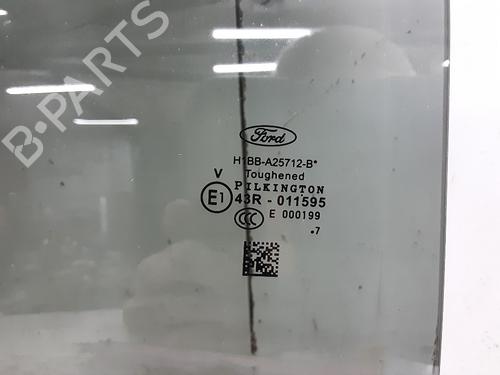 B-PARTS
Ford
H1BB-A25712-B*
V Toughened
PILKINGTON
E1 43R - 011595
CCC E 000199
.7